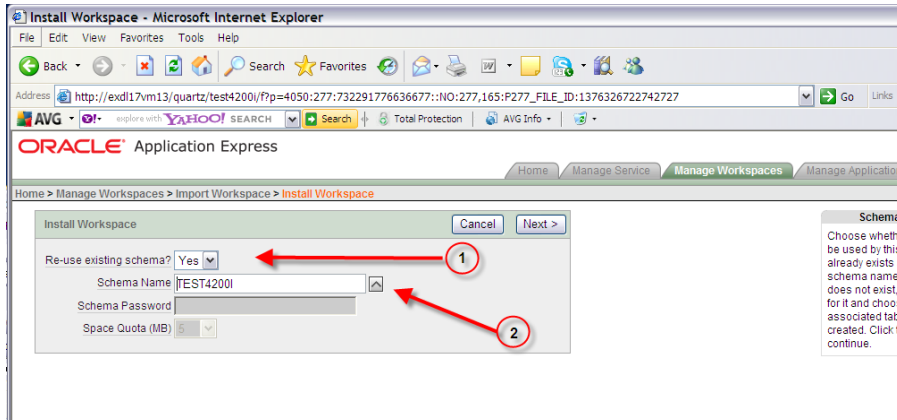 Install Workspace - Microsoft Internet Explorer
File Edit View Favorites Tools Help
Back Search Favorites
Address http://exdl17vm13/quartz/test4200i/f?p=4050:277:732291776636677::NO:277,165:P277_FILE_ID:1376326722742727 Go Links
AVG explore with YAHOO! SEARCH Search Total Protection AVG Info
ORACLE Application Express
Home Manage Service Manage Workspaces Manage Applicatio
Home > Manage Workspaces > Import Workspace > Install Workspace
Install Workspace Cancel Next >
Re-use existing schema? Yes 1
Schema Name TEST4200I
Schema Password
Space Quota (MB) 5 2
Schema
Choose wheth
be used by this
already exists
schema name
does not exist,
for it and choo
associated tab
created. Click
continue.